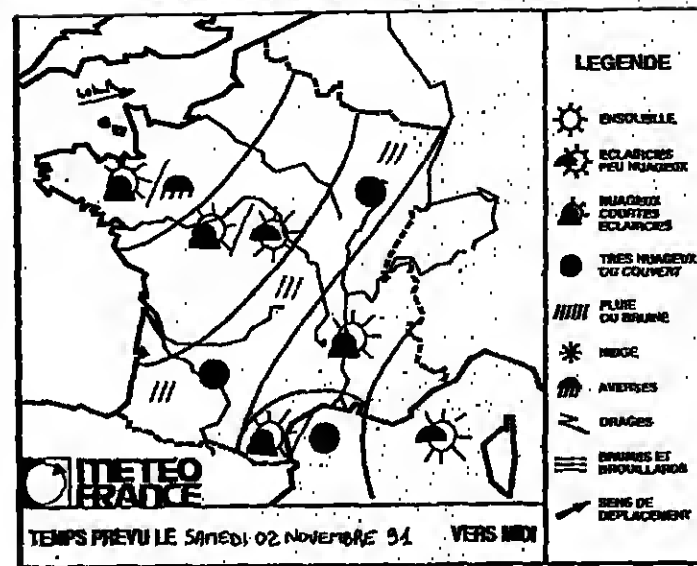 METEO
FRANCE
TEMPS PREVU LE SAMEDI 02 NOVEMBRE 91 VERS MIDI
LEGENDE
ENSOLEILLE
ECLAIRCIES
PEU NUAGEUX
NUAGEUX
COURTES
ECLAIRCIES
TRES NUAGEUX
OU COUVERT
PLUIE
OU BRUINE
NEIGE
AVERSES
ORAGES
BRUMES ET
BROUILLARDS
SENS DE
DEPLACEMENT